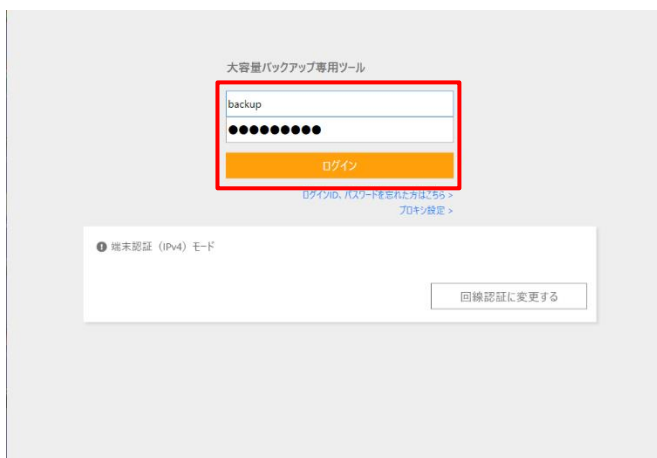 大容量バックアップ専用ツール
backup
●●●●●●●●●
ログイン
ログインID、パスワードを忘れた方はこちら >
プロキシ設定 >
端末認証（IPv4）モード
回線認証に変更する